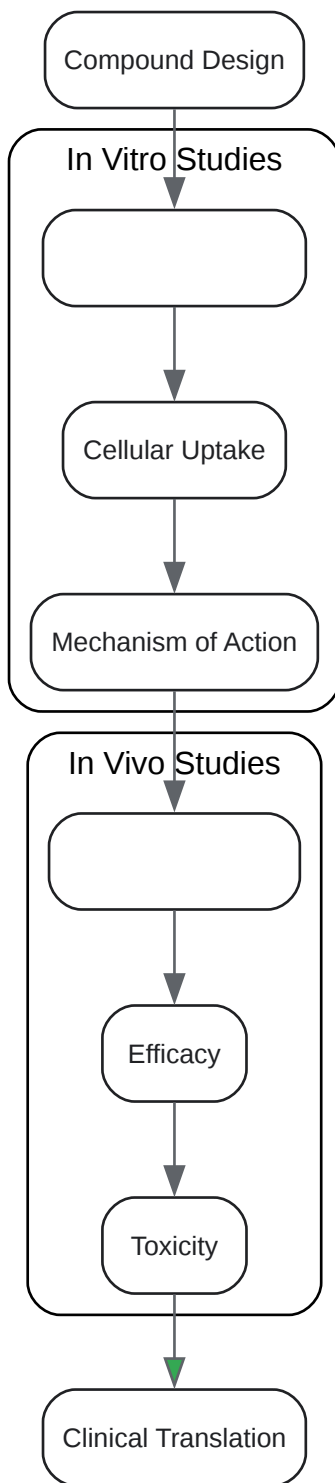 Compound Design
In Vitro Studies
Cellular Uptake
Mechanism of Action
In Vivo Studies
Efficacy
Toxicity
Clinical Translation